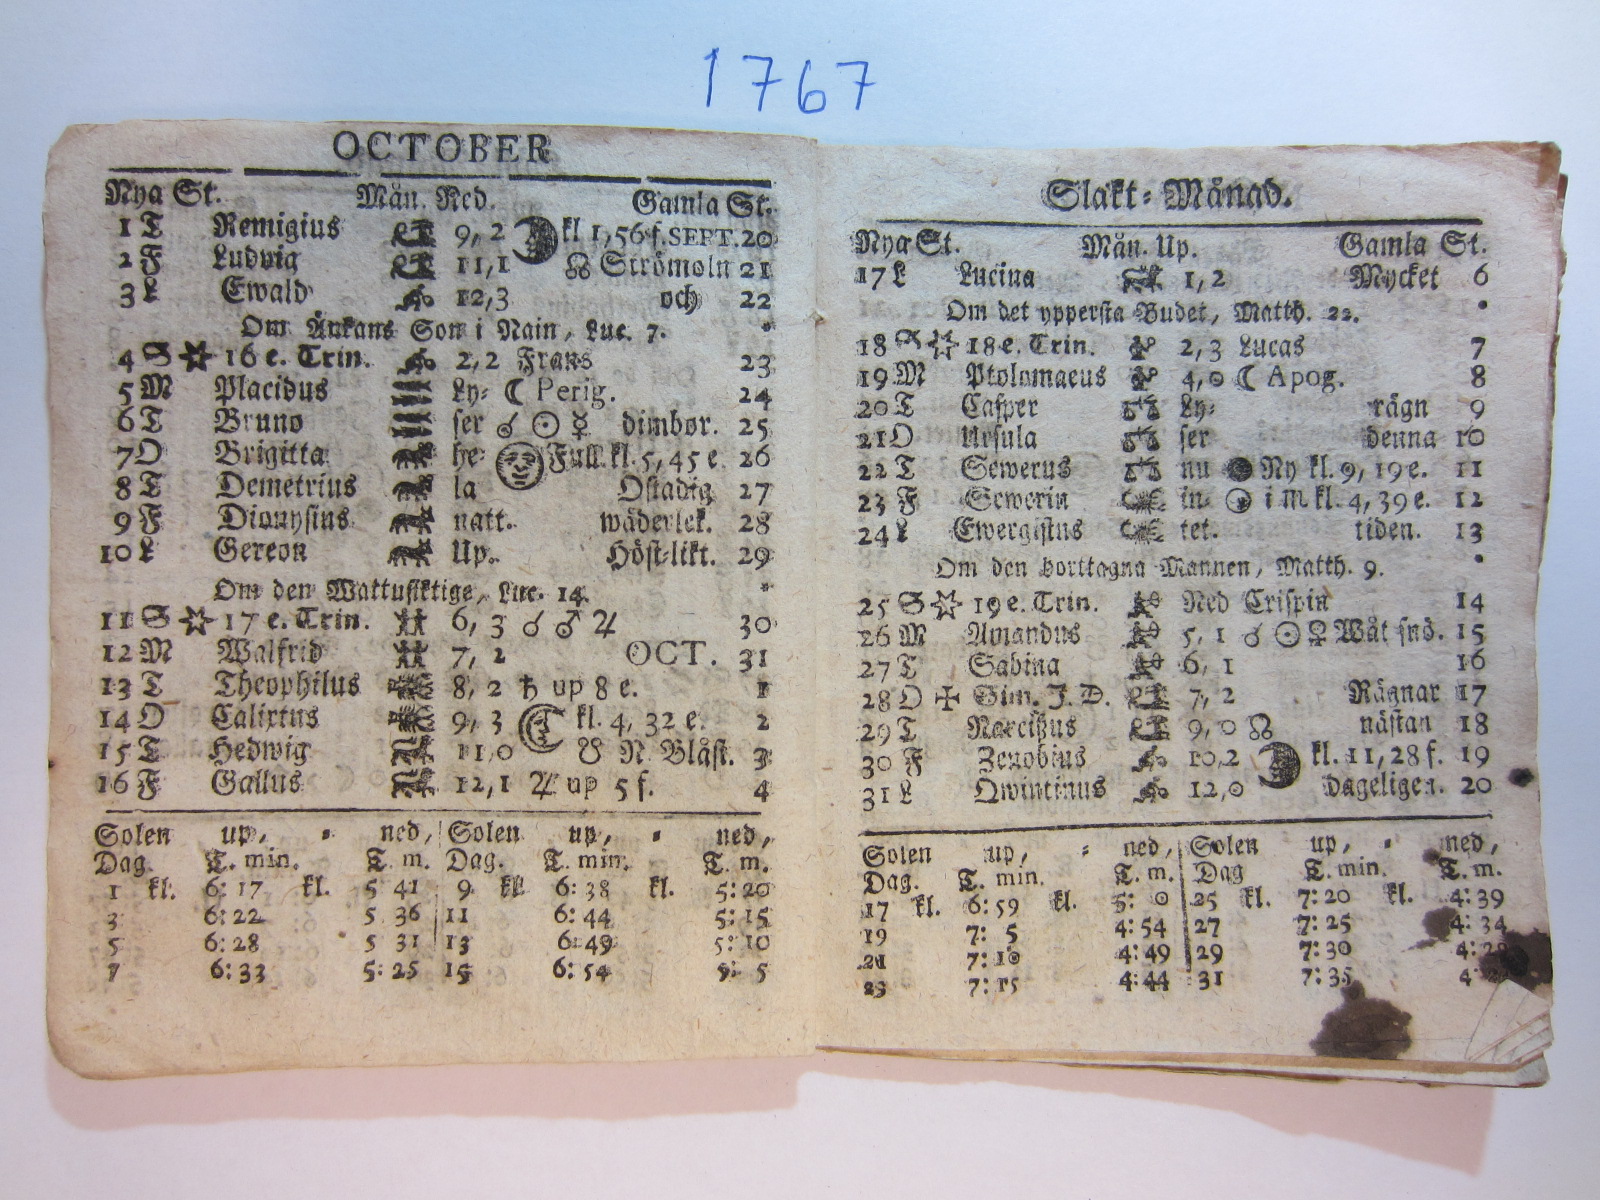 1767
OCTOBER
Nya St. Mån. Ned. Gamla St.
1 T Remigius 9, 2 kl 1, 56 f. SEPT. 20
2 F Ludwig 11, 1 ☊ Strömoln 21
3 L Ewald 12, 3 och 22
Om Änkans Son i Nain, Luc. 7.
4 S 16 e. Trin. 2, 2 Frans 23
5 M Placidus Ly- ☾ Perig. 24
6 T Bruno ser ☌ ☉ ☿ dimbor. 25
7 O Brigitta he- Full. kl. 5, 45 e. 26
8 T Demetrius la Ostadig 27
9 F Dionysius natt. wäderlek. 28
10 L Gereon Up. Höst-likt. 29
Om den Wattusiktige, Luc. 14.
11 S 17 e. Trin. 6, 3 ☌ ♂ ♃ 30
12 M Walfrid 7, 2 OCT. 31
13 T Theophilus 8, 2 ♄ up 8 e. 1
14 O Calixtus 9, 3 kl. 4, 32 e. 2
15 T Hedwig 11, 0 ☋ N. Blåst. 3
16 F Gallus 12, 1 ♃ up 5 f. 4
Solen up, - ned, Solen up, - ned,
Dag. T. min. T. m. Dag. T. min. T. m.
1 kl. 6: 17 kl. 5 41 9 kl. 6: 38 kl. 5: 20
3 6: 22 5 36 11 6: 44 5: 15
5 6: 28 5 31 13 6: 49 5: 10
7 6: 33 5: 25 15 6: 54 5: 5
Slakt-Månad.
Nya St. Mån. Up. Gamla St.
17 L Lucina 1, 2 Mycket 6
Om det yppersta Budet, Matth. 22.
18 S 18 e. Trin. 2, 3 Lucas 7
19 M Ptolomaeus 4, 0 ☾ Apog. 8
20 T Casper Ly- rägn 9
21 O Ursula ser denna 10
22 T Sewerus nu Ny kl. 9, 19 e. 11
23 F Sewerin in- ☉ i ♏ kl. 4, 39 e. 12
24 L Ewergistus tet. tiden. 13
Om den borttagna Mannen, Matth. 9.
25 S 19 e. Trin. Ned Crispin 14
26 M Amandus 5, 1 ☌ ☉ ♀ Wåt snö. 15
27 T Sabina 6, 1 16
28 O ✠ Sim. J. D. 7, 2 Rägnar 17
29 T Narcißus 9, 0 ☊ nästan 18
30 F Zenobius 10, 2 kl. 11, 28 f. 19
31 L Qwintinus 12, 0 dageligen. 20
Solen up, - ned, Solen up, - ned,
Dag. T. min. T. m. Dag T. min. T. m.
17 kl. 6: 59 kl. 5: 0 25 kl. 7: 20 kl. 4: 39
19 7: 5 4: 54 27 7: 25 4: 34
21 7: 10 4: 49 29 7: 30 4:
23 7: 15 4: 44 31 7: 35 4: